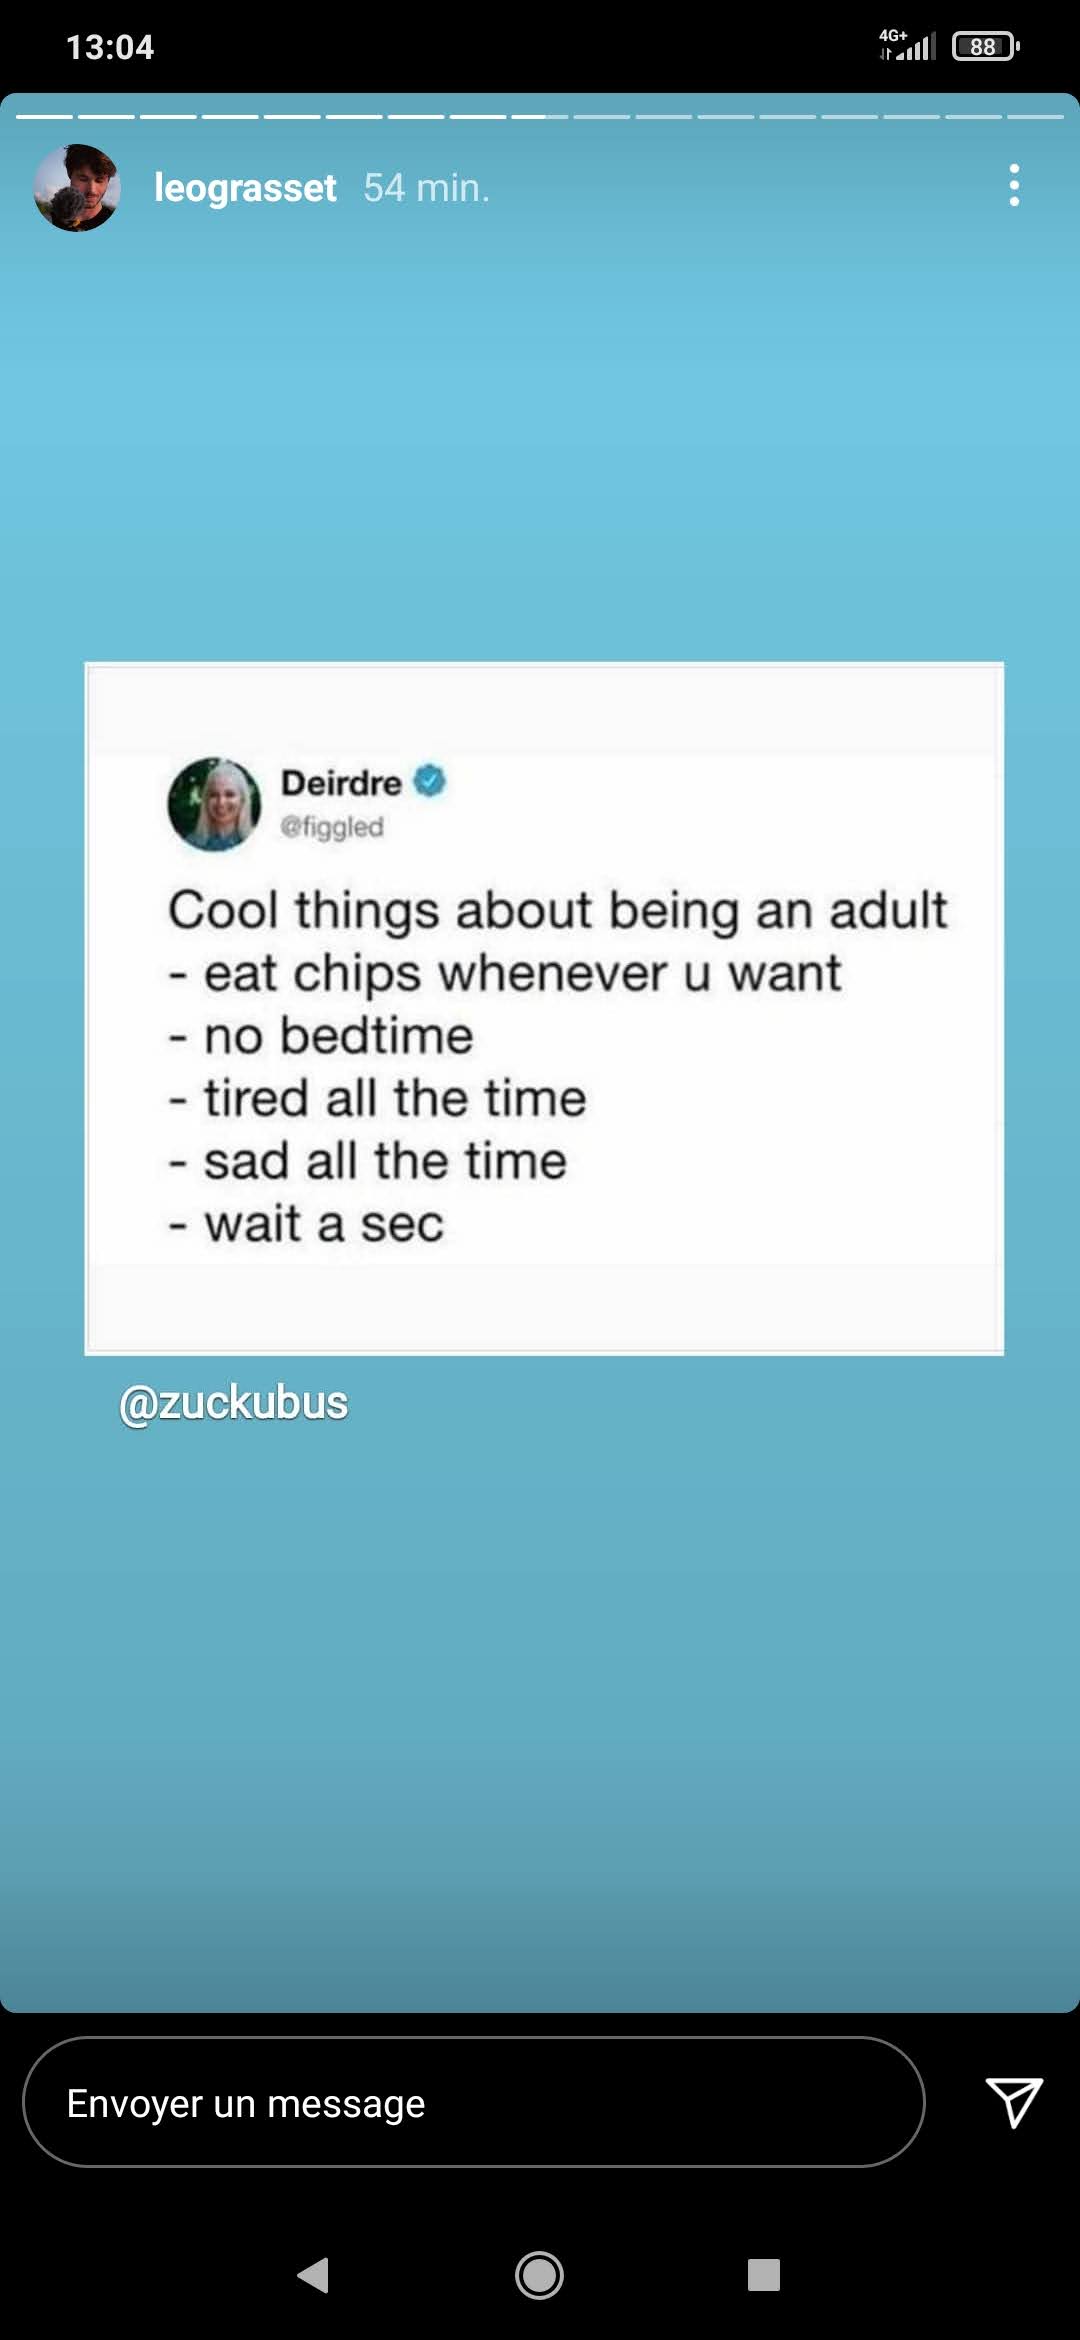 13:04
4G+
88
leograsset 54 min.
Deirdre
@figgled
Cool things about being an adult
- eat chips whenever u want
- no bedtime
- tired all the time
- sad all the time
- wait a sec
@zuckubus
Envoyer un message